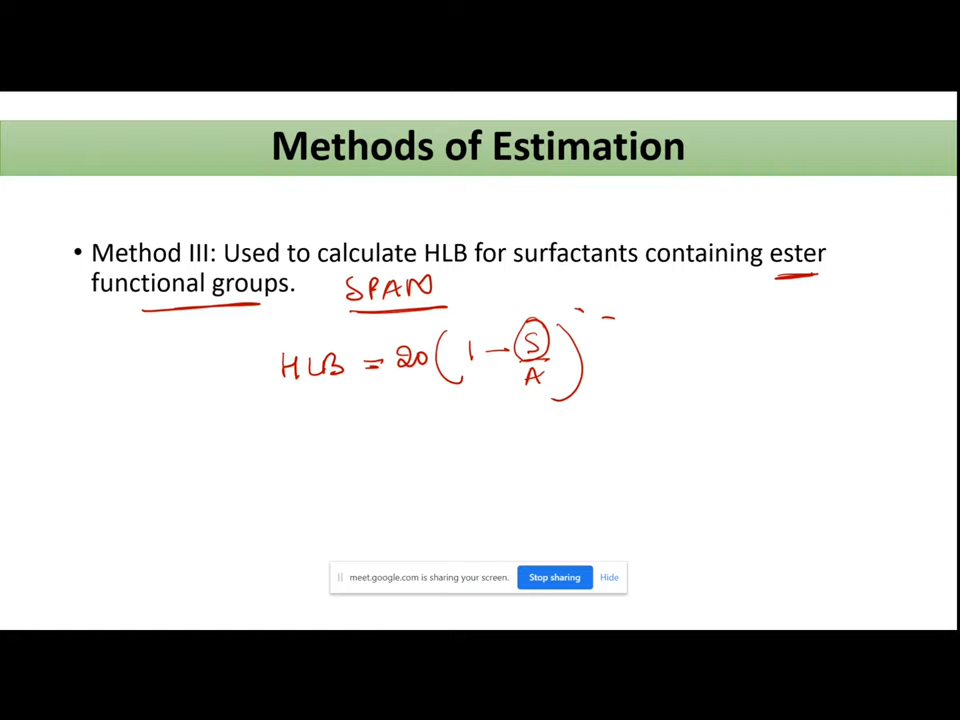 Methods of Estimation
• Method III: Used to calculate HLB for surfactants containing ester
functional groups.
SPAN
HLB = 20 ( 1 - S/A )
meet.google.com is sharing your screen. Stop sharing Hide